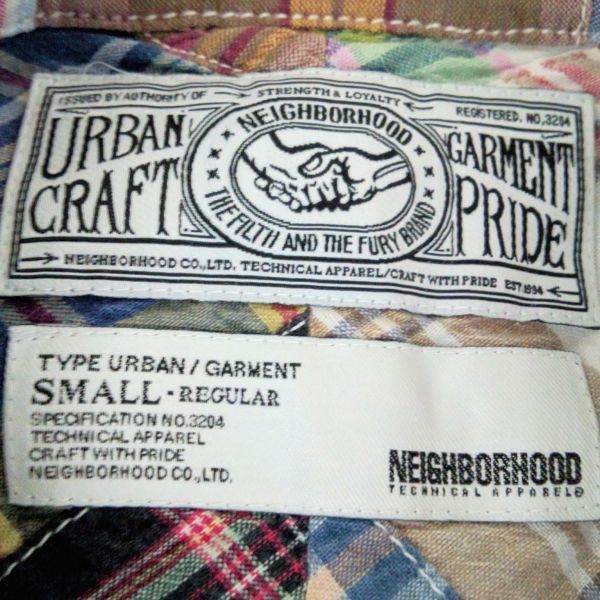 ISSUED BY AUTHORITY OF
STRENGTH & LOYALTY
REGISTERED. NO,3204
URBAN
CRAFT
NEIGHBORHOOD
THE FILTH AND THE FURY BRAND
GARMENT
PRIDE
NEIGHBORHOOD CO.,LTD. TECHNICAL APPAREL/CRAFT WITH PRIDE EST.1994
TYPE URBAN/GARMENT
SMALL-REGULAR
SPECIFICATION NO.3204
TECHNICAL APPAREL
CRAFT WITH PRIDE
NEIGHBORHOOD CO.,LTD.
NEIGHBORHOOD
TECHNICAL APPAREL®